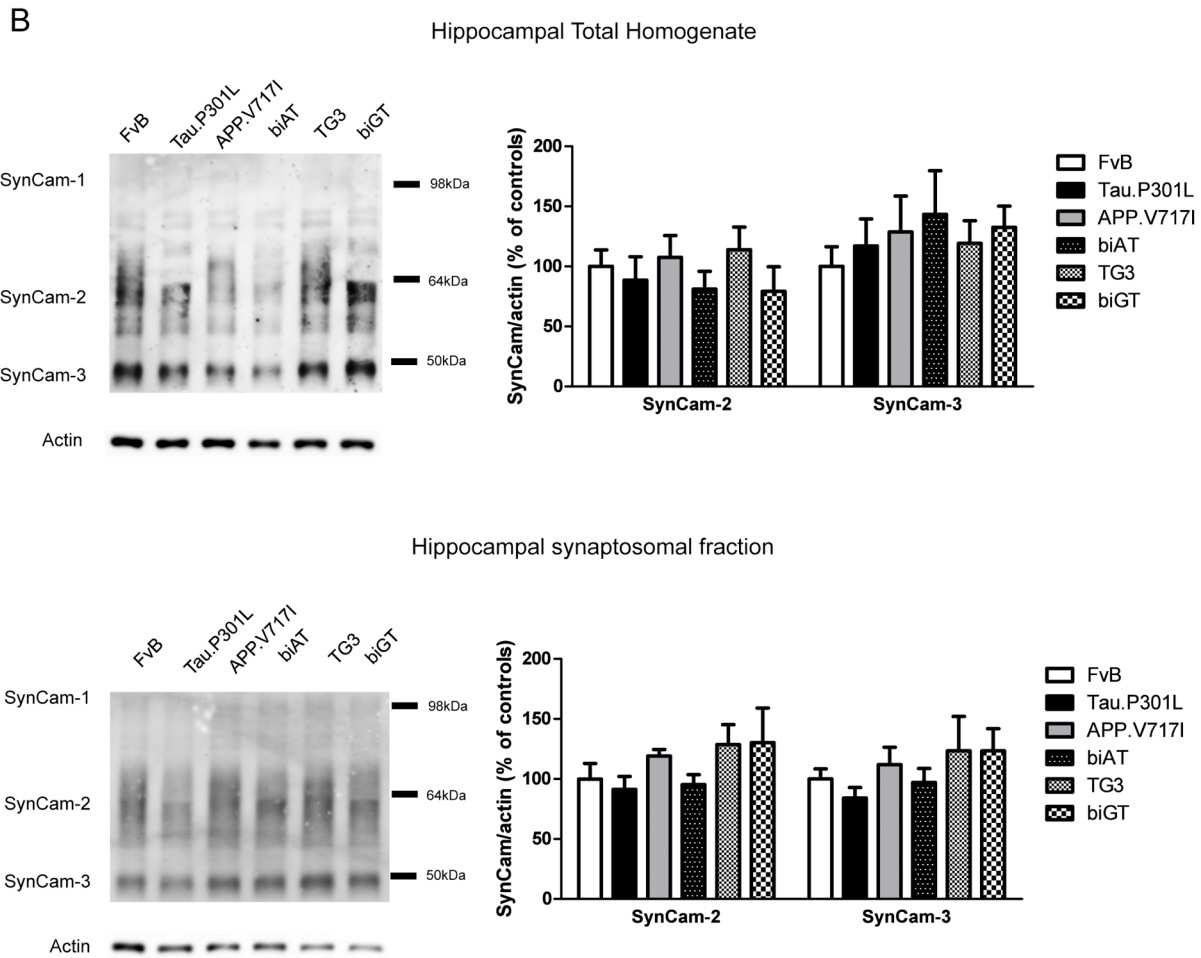 B
Hippocampal Total Homogenate
FvB
Tau.P301L
APP.V717I
biAT
TG3
biGT
SynCam-1
98kDa
SynCam-2
64kDa
SynCam-3
50kDa
Actin
SynCam/actin (% of controls)
200
150
100
50
0
SynCam-2
SynCam-3
FvB
Tau.P301L
APP.V717I
biAT
TG3
biGT
Hippocampal synaptosomal fraction
FvB
Tau.P301L
APP.V717I
biAT
TG3
biGT
SynCam-1
98kDa
SynCam-2
64kDa
SynCam-3
50kDa
Actin
SynCam/actin (% of controls)
200
150
100
50
0
SynCam-2
SynCam-3
FvB
Tau.P301L
APP.V717I
biAT
TG3
biGT